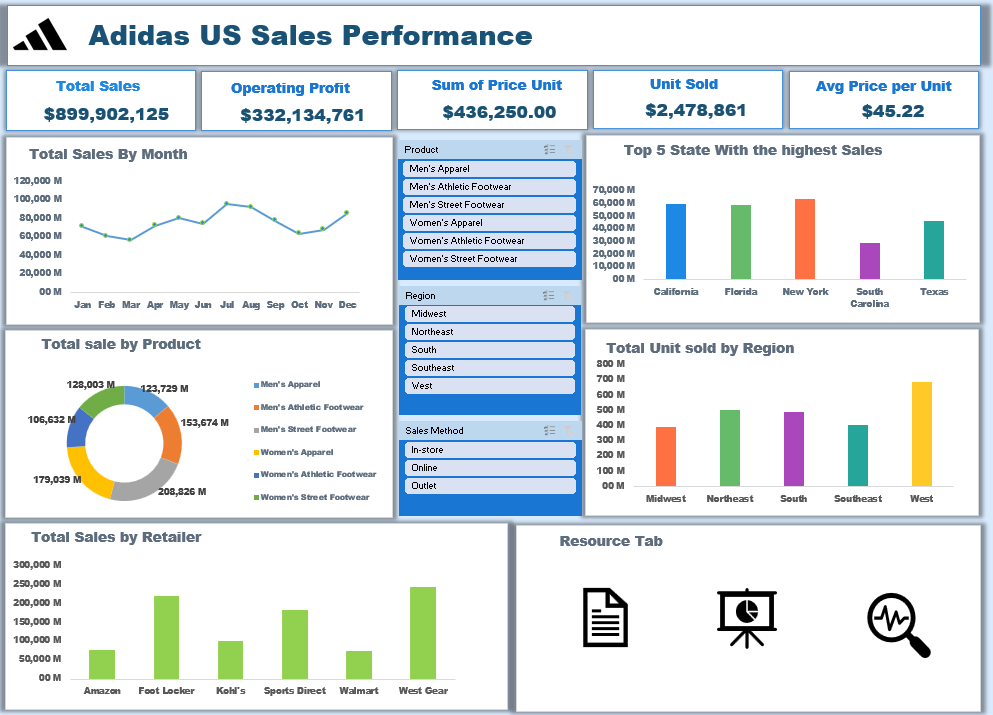 Adidas US Sales Performance
Total Sales
$899,902,125
Operating Profit
$332,134,761
Sum of Price Unit
$436,250.00
Unit Sold
$2,478,861
Avg Price per Unit
$45.22
Total Sales By Month
120,000 M
100,000 M
80,000 M
60,000 M
40,000 M
20,000 M
00 M
Jan Feb Mar Apr May Jun Jul Aug Sep Oct Nov Dec
Product
Men's Apparel
Men's Athletic Footwear
Men's Street Footwear
Women's Apparel
Women's Athletic Footwear
Women's Street Footwear
Region
Midwest
Northeast
South
Southeast
West
Sales Method
In-store
Online
Outlet
Top 5 State With the highest Sales
70,000 M
60,000 M
50,000 M
40,000 M
30,000 M
20,000 M
10,000 M
00 M
California Florida New York South Carolina Texas
Total sale by Product
128,003 M
123,729 M
106,632 M
153,674 M
179,039 M
208,826 M
Men's Apparel
Men's Athletic Footwear
Men's Street Footwear
Women's Apparel
Women's Athletic Footwear
Women's Street Footwear
Total Unit sold by Region
800 M
700 M
600 M
500 M
400 M
300 M
200 M
100 M
00 M
Midwest Northeast South Southeast West
Total Sales by Retailer
300,000 M
250,000 M
200,000 M
150,000 M
100,000 M
50,000 M
00 M
Amazon Foot Locker Kohl's Sports Direct Walmart West Gear
Resource Tab